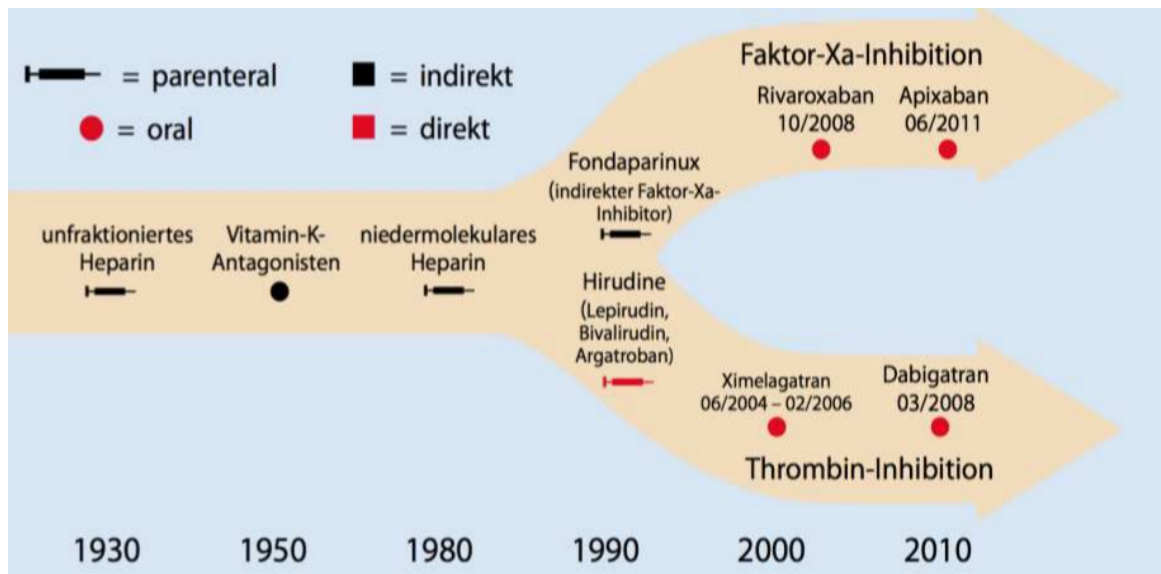 = parenteral
= indirekt
= oral
= direkt
Faktor-Xa-Inhibition
Rivaroxaban
10/2008
Apixaban
06/2011
Fondaparinux
(indirekter Faktor-Xa-
Inhibitor)
unfraktioniertes
Heparin
Vitamin-K-
Antagonisten
niedermolekulares
Heparin
Hirudine
(Lepirudin,
Bivalirudin,
Argatroban)
Ximelagatran
06/2004 – 02/2006
Dabigatran
03/2008
Thrombin-Inhibition
1930
1950
1980
1990
2000
2010